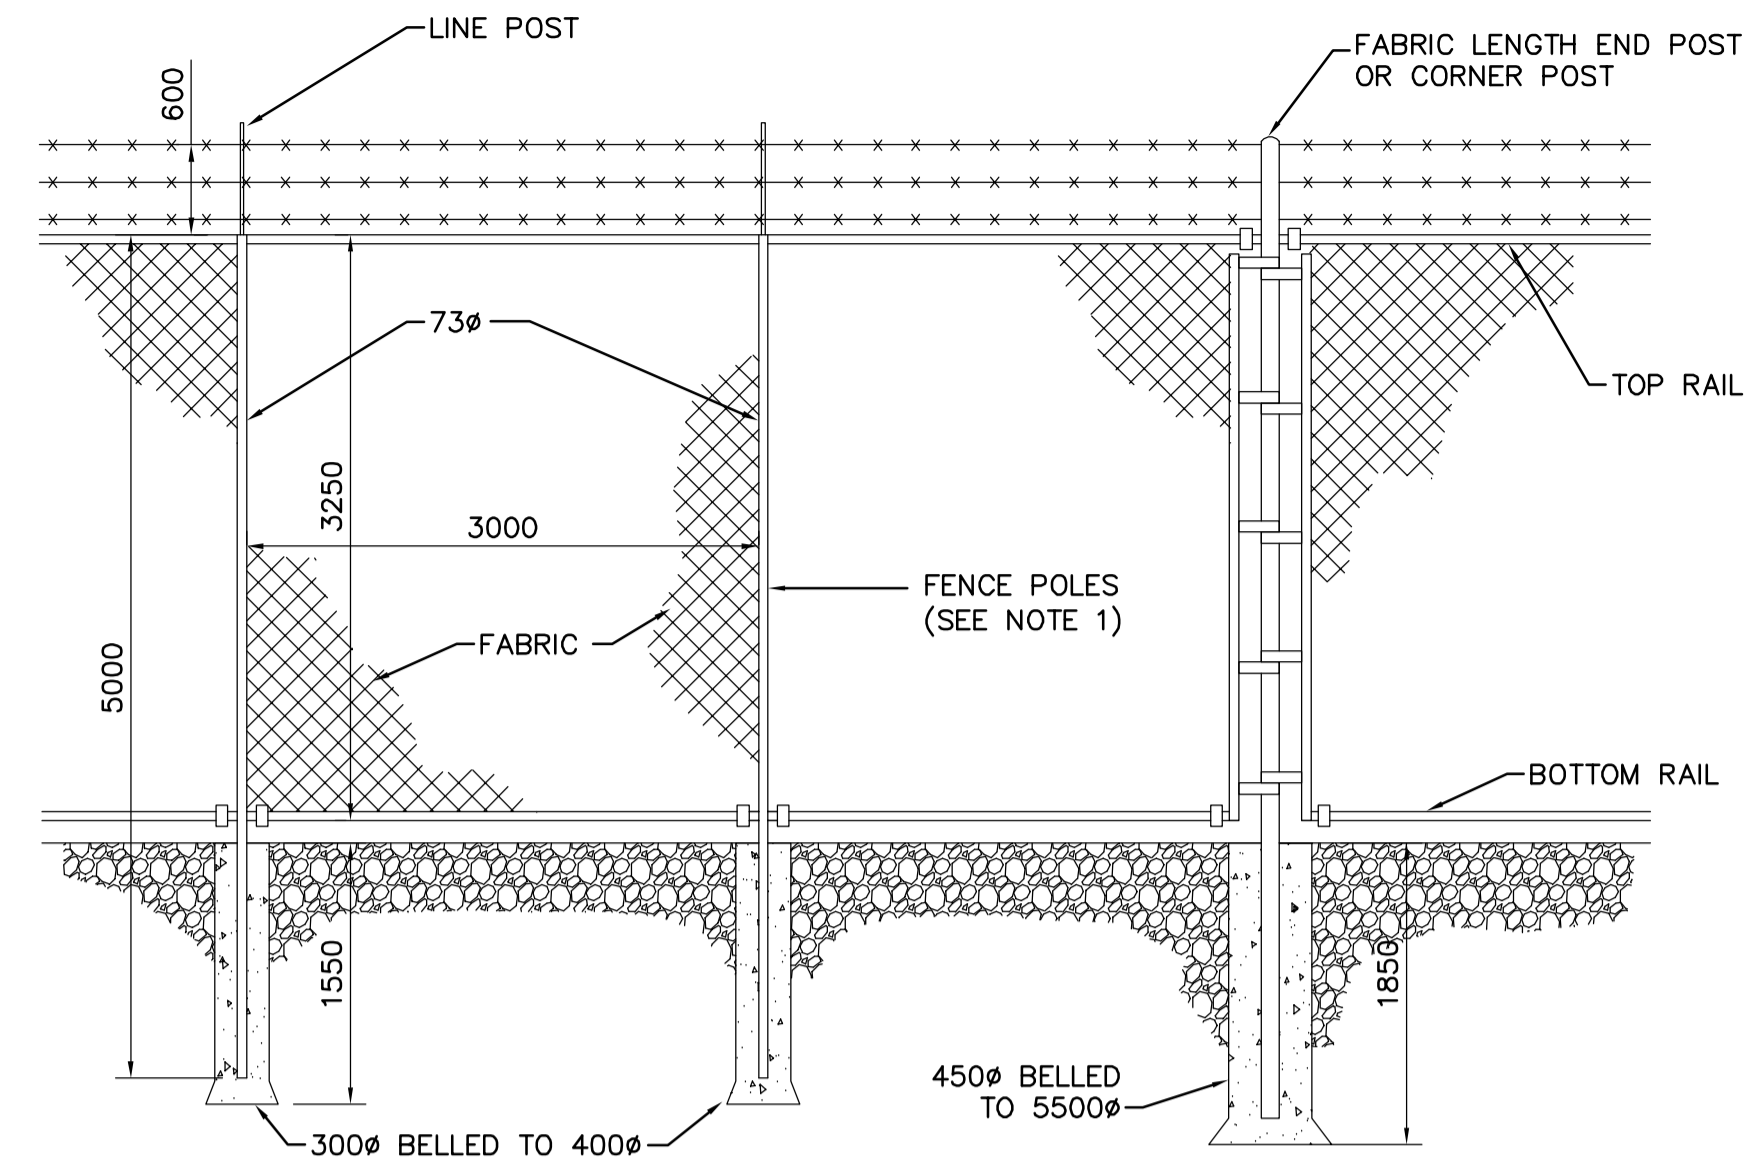 LINE POST
FABRIC LENGTH END POST
OR CORNER POST
600
73ø
TOP RAIL
3250
3000
FENCE POLES
(SEE NOTE 1)
FABRIC
5000
BOTTOM RAIL
1550
1850
450ø BELLED
TO 5500ø
300ø BELLED TO 400ø